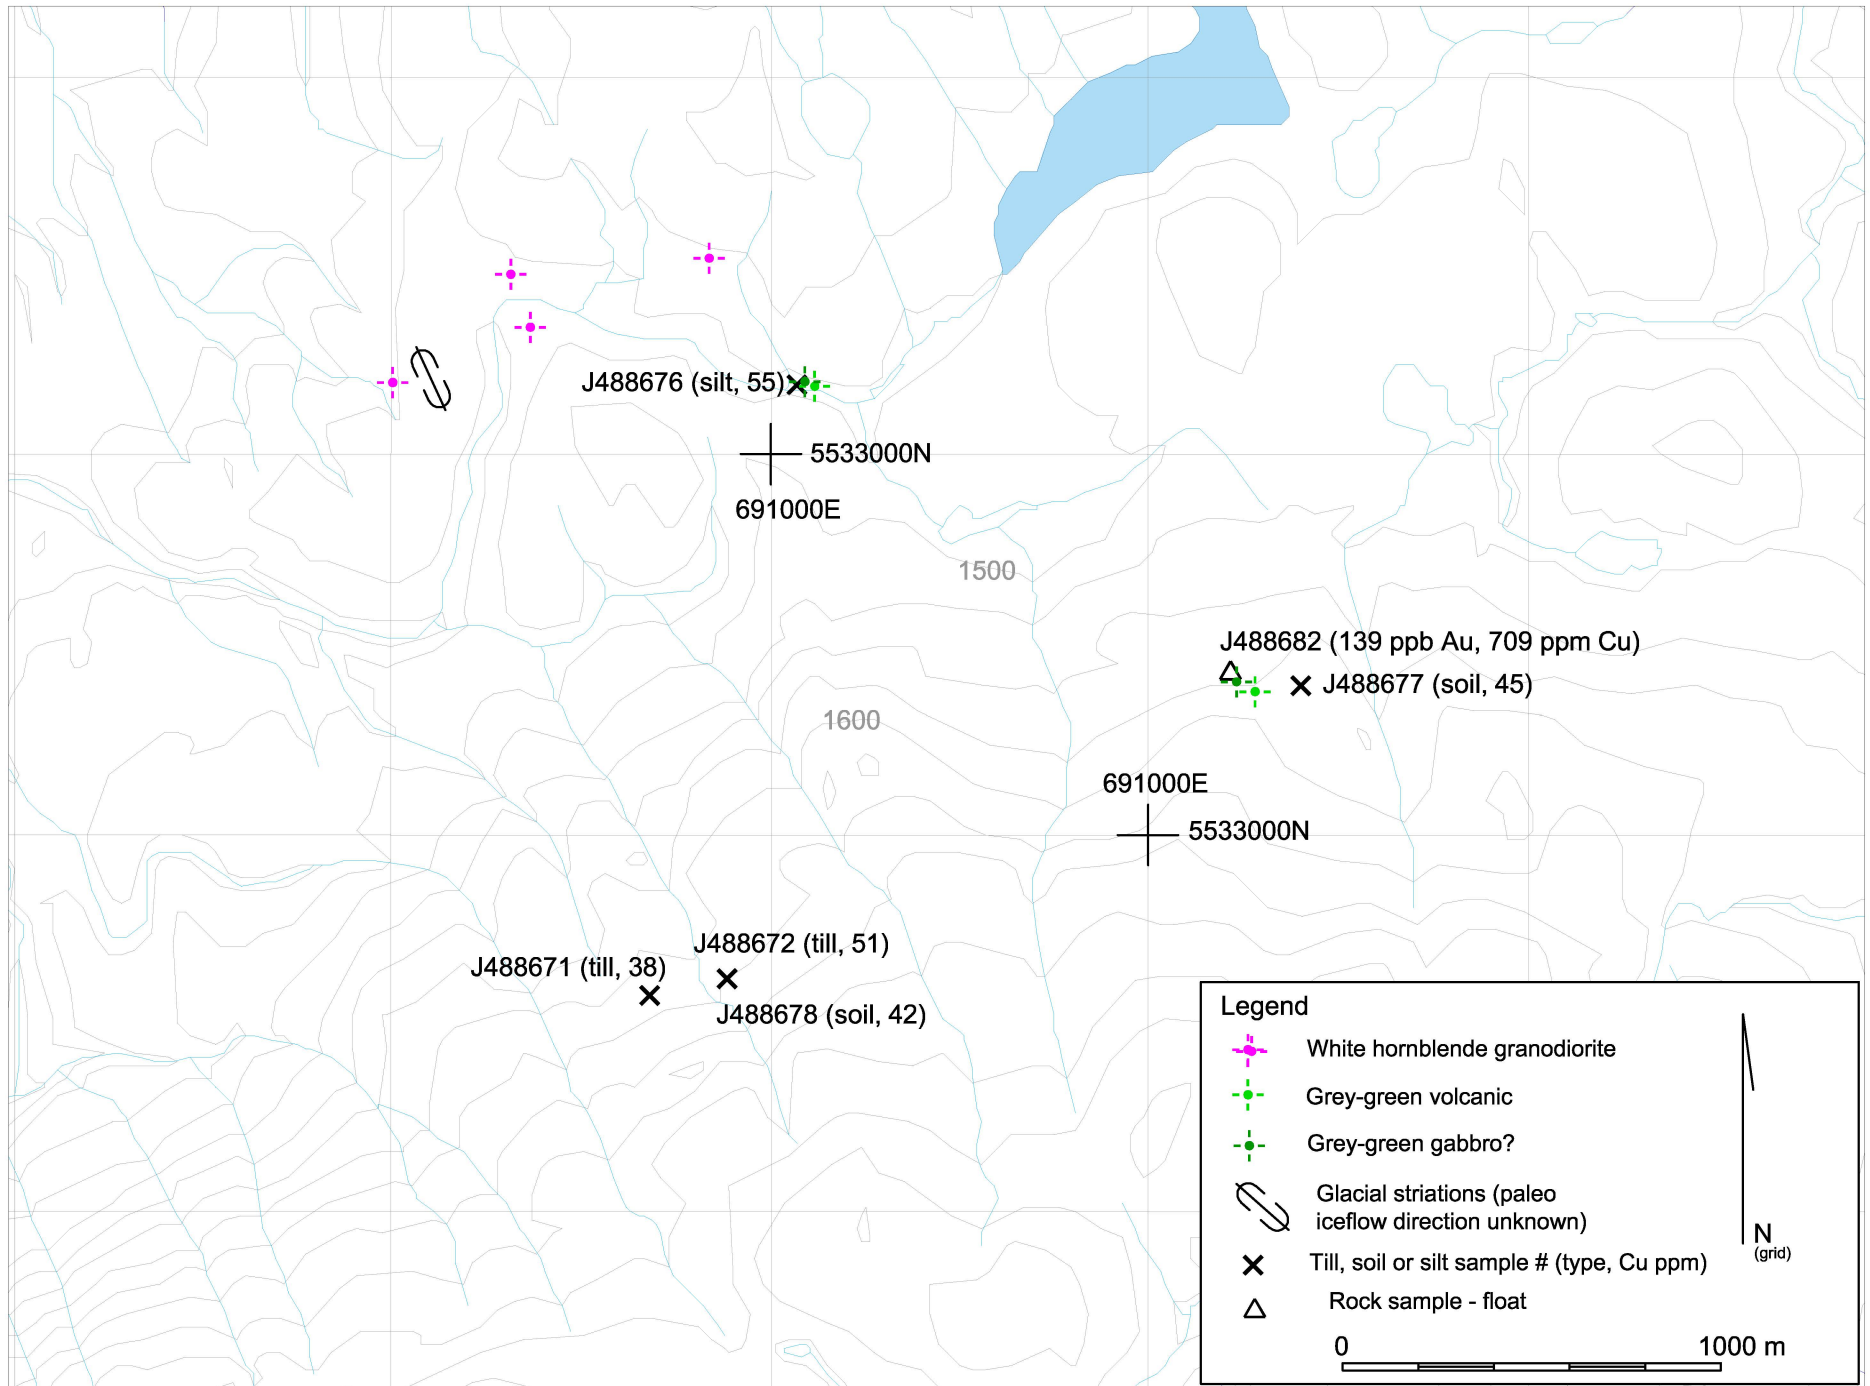 J488676 (silt, 55)
5533000N
691000E
1500
J488682 (139 ppb Au, 709 ppm Cu)
J488677 (soil, 45)
1600
691000E
5533000N
J488672 (till, 51)
J488671 (till, 38)
J488678 (soil, 42)
Legend
White hornblende granodiorite
Grey-green volcanic
Grey-green gabbro?
Glacial striations (paleo
iceflow direction unknown)
N
(grid)
Till, soil or silt sample # (type, Cu ppm)
Rock sample - float
0 1000 m